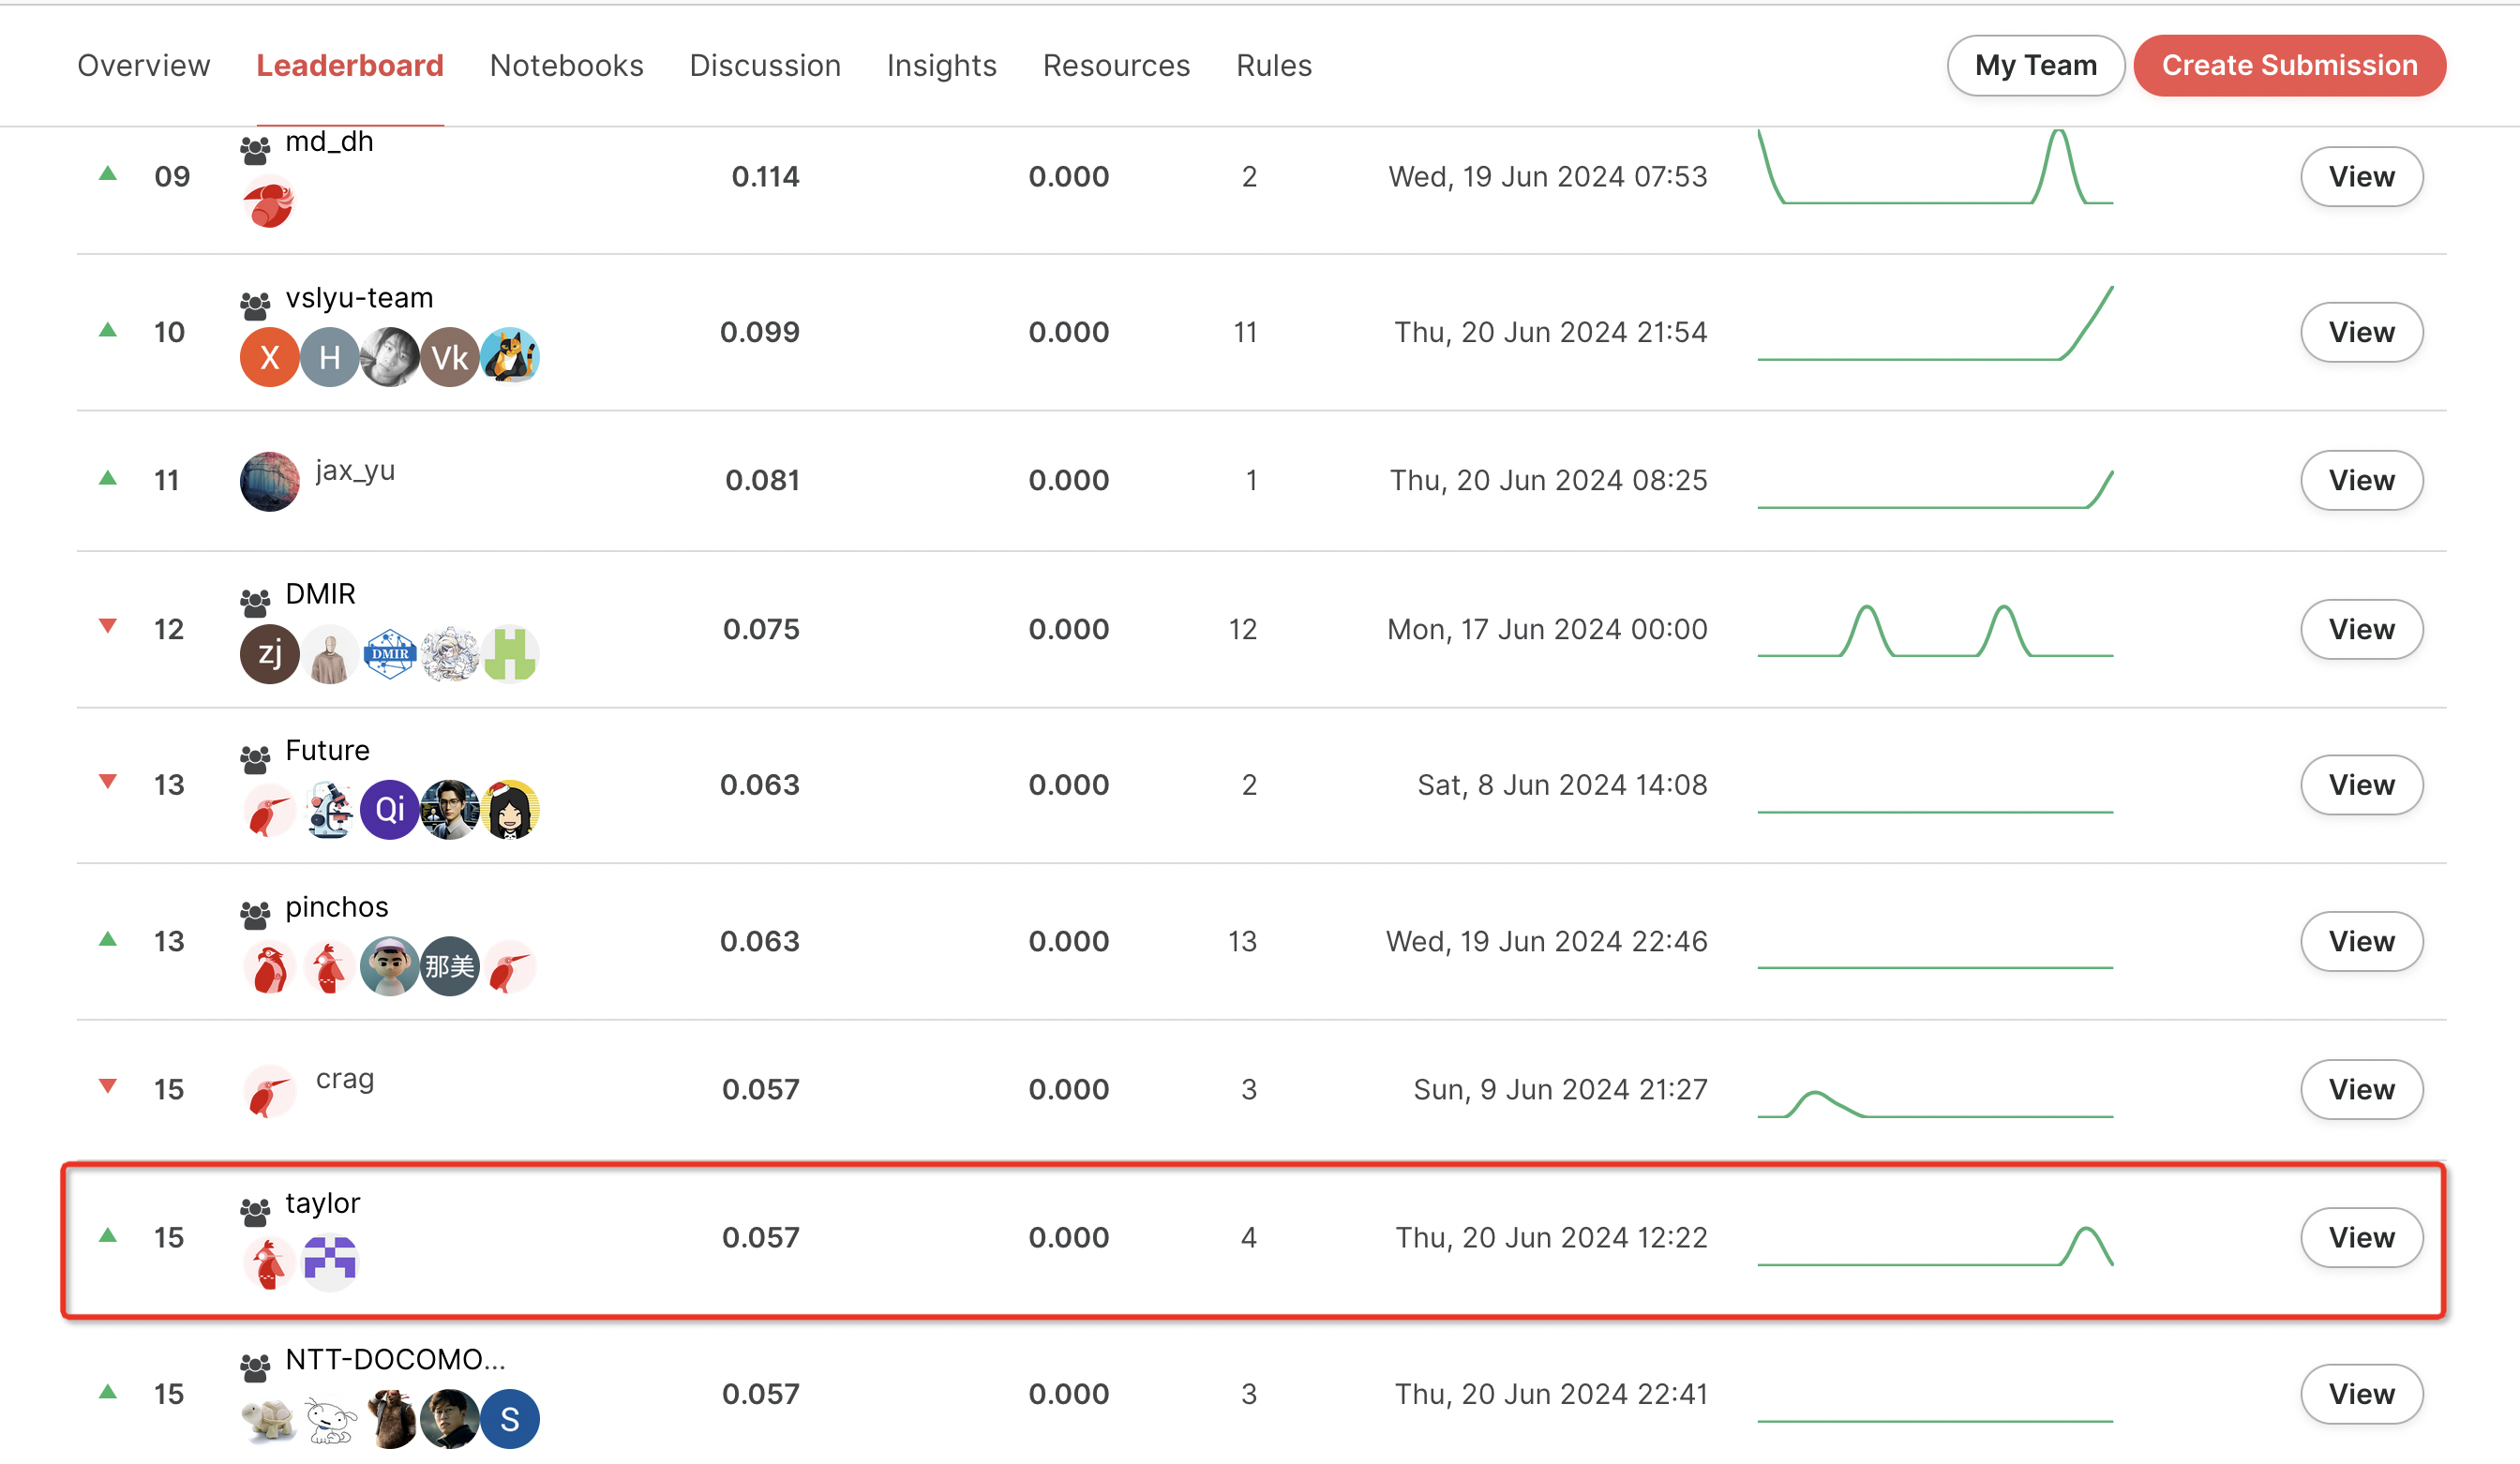 Overview Leaderboard Notebooks Discussion Insights Resources Rules My Team Create Submission
md_dh
09 0.114 0.000 2 Wed, 19 Jun 2024 07:53 View
vslyu-team
10 0.099 0.000 11 Thu, 20 Jun 2024 21:54 View
X H Vk
jax_yu
11 0.081 0.000 1 Thu, 20 Jun 2024 08:25 View
DMIR
12 0.075 0.000 12 Mon, 17 Jun 2024 00:00 View
zj DMIR
Future
13 0.063 0.000 2 Sat, 8 Jun 2024 14:08 View
Qi
pinchos
13 0.063 0.000 13 Wed, 19 Jun 2024 22:46 View
那美
crag
15 0.057 0.000 3 Sun, 9 Jun 2024 21:27 View
taylor
15 0.057 0.000 4 Thu, 20 Jun 2024 12:22 View
NTT-DOCOMO...
15 0.057 0.000 3 Thu, 20 Jun 2024 22:41 View
S